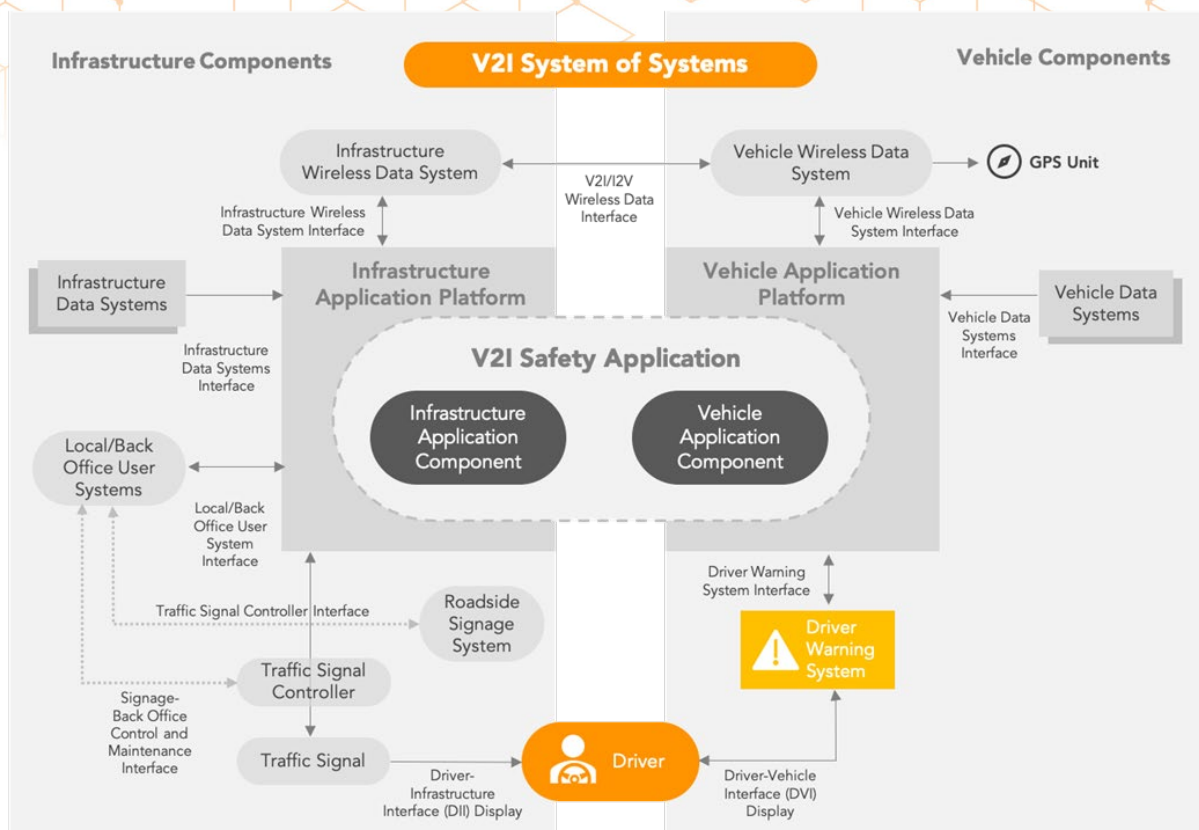 Infrastructure Components
V2I System of Systems
Vehicle Components
Infrastructure
Wireless Data System
V2I/I2V
Wireless Data
Interface
Vehicle Wireless Data
System
GPS Unit
Infrastructure Wireless
Data System Interface
Vehicle Wireless Data
System Interface
Infrastructure
Data Systems
Infrastructure
Application Platform
Vehicle Application
Platform
Vehicle Data
Systems
Infrastructure
Data Systems
Interface
Vehicle Data
Systems
Interface
V2I Safety Application
Infrastructure
Application
Component
Vehicle
Application
Component
Local/Back
Office User
Systems
Local/Back
Office User
System
Interface
Driver Warning
System Interface
Traffic Signal Controller Interface
Roadside
Signage
System
Driver
Warning
System
Traffic Signal
Controller
Signage-
Back Office
Control and
Maintenance
Interface
Traffic Signal
Driver-
Infrastructure
Interface (DII) Display
Driver
Driver-Vehicle
Interface (DVI)
Display